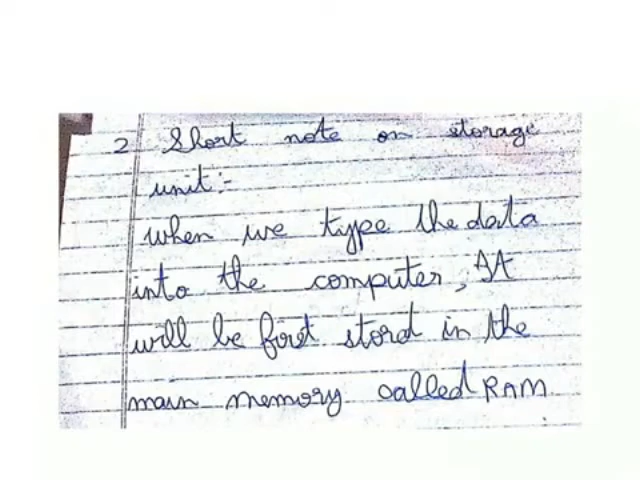 2 Short note on storage
unit:-
when we type the data
into the computer, It
will be first stord in the
main memory called RAM